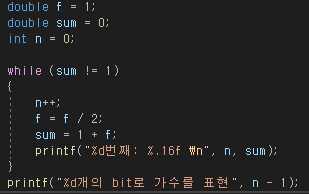 double f = 1;
double sum = 0;
int n = 0;
while (sum != 1)
{
n++;
f = f / 2;
sum = 1 + f;
printf("%d번째: %.16f ₩n", n, sum);
}
printf("%d개의 bit로 가수를 표현", n - 1);